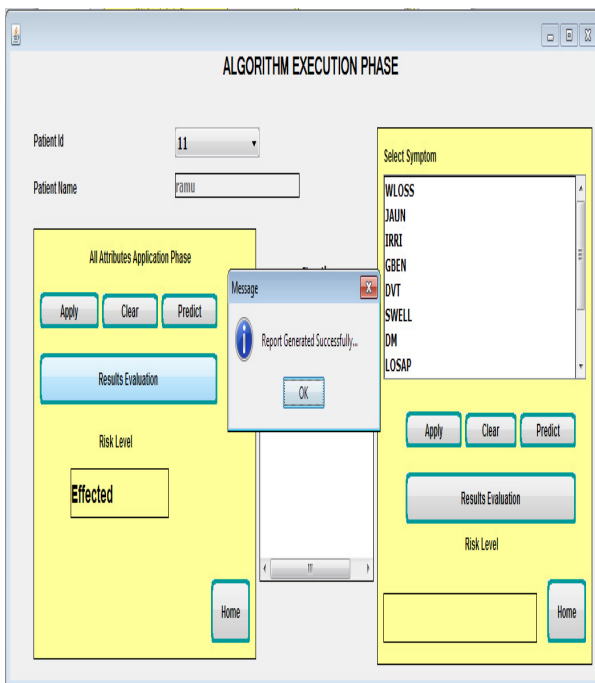 ALGORITHM EXECUTION PHASE
Patient Id
11
Patient Name
ramu
All Attributes Application Phase
Apply
Clear
Predict
Results Evaluation
Risk Level
Effected
Home
Message
Report Generated Successfully...
OK
Select Symptom
WLOSS
JAUN
IRRI
GBEN
DVT
SWELL
DM
LOSAP
Apply
Clear
Predict
Results Evaluation
Risk Level
Home